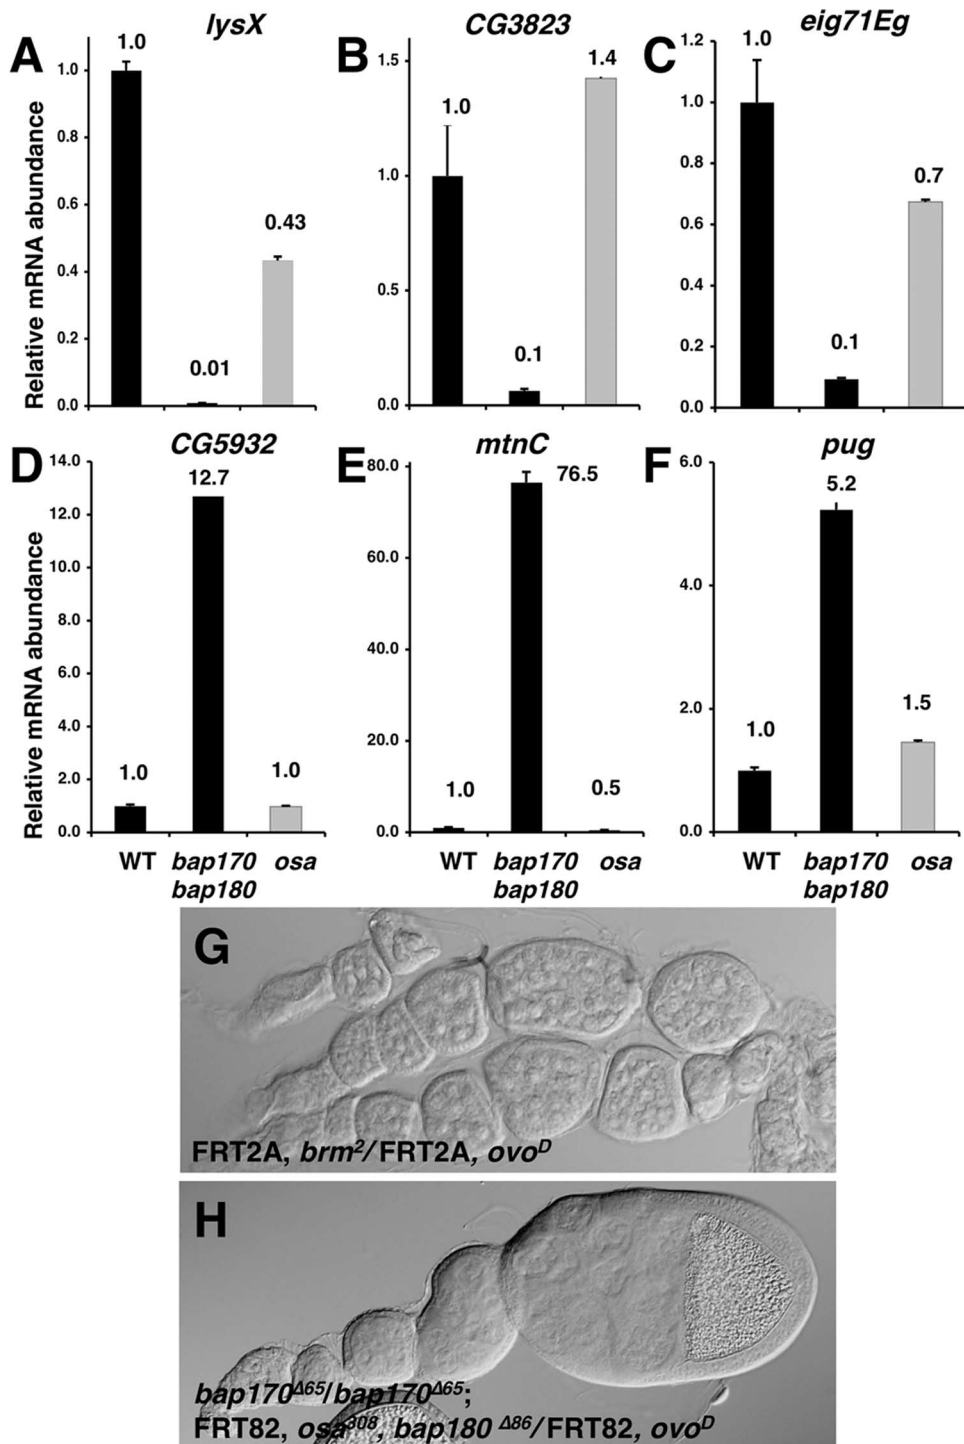 A
lysX
Relative mRNA abundance
1.0
0.8
0.6
0.4
0.2
0.0
1.0
0.01
0.43
B
CG3823
1.5
1.0
0.5
0.0
1.0
0.1
1.4
C
eig71Eg
1.2
1.0
0.8
0.6
0.4
0.2
0.0
1.0
0.1
0.7
D
CG5932
Relative mRNA abundance
14.0
12.0
10.0
8.0
6.0
4.0
2.0
0.0
1.0
12.7
1.0
WT
bap170
bap180
osa
E
mtnC
80.0
60.0
40.0
20.0
0.0
1.0
76.5
0.5
WT
bap170
bap180
osa
F
pug
6.0
4.0
2.0
0.0
1.0
5.2
1.5
WT
bap170
bap180
osa
G
FRT2A, brm²/FRT2A, ovoᴰ
H
bap170^Δ65/bap170^Δ65;
FRT82, osa³⁰⁸, bap180^Δ86/FRT82, ovoᴰ